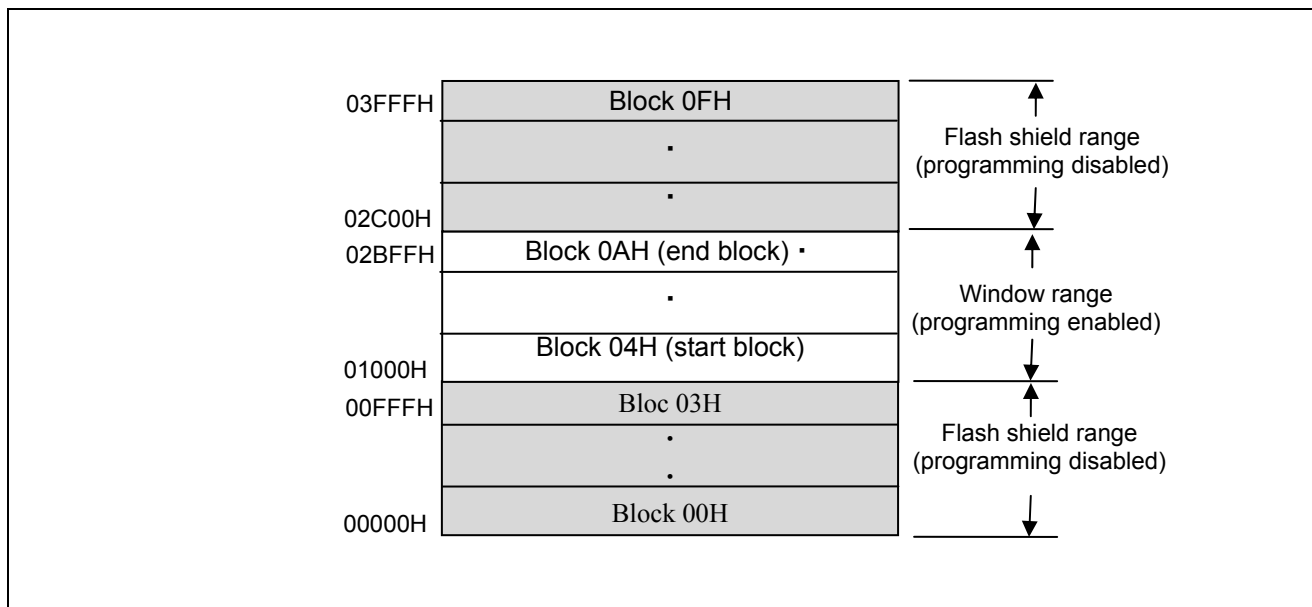 03FFFH
Block 0FH
·
·
02C00H
Flash shield range
(programming disabled)
02BFFH
Block 0AH (end block) ·
·
Block 04H (start block)
01000H
Window range
(programming enabled)
00FFFH
Bloc 03H
·
·
Block 00H
00000H
Flash shield range
(programming disabled)